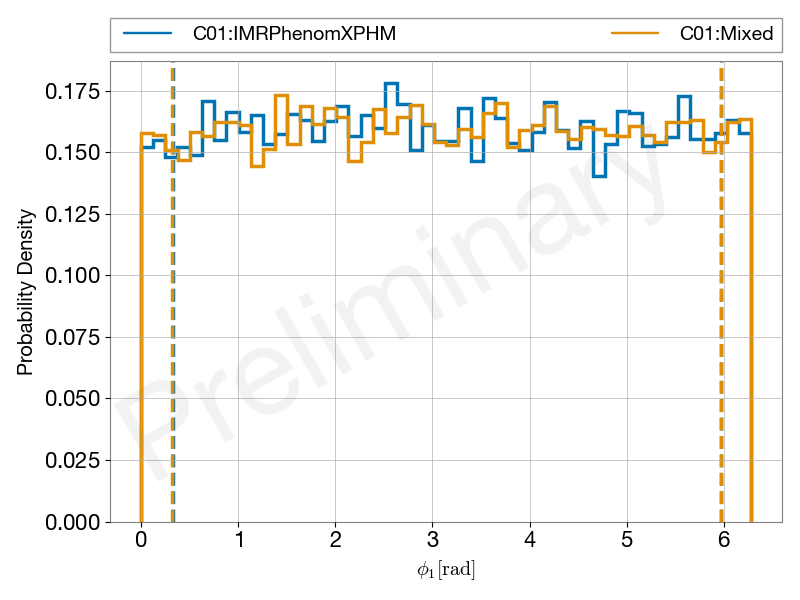 C01:IMRPhenomXPHM C01:Mixed
0.175
0.150
0.125
0.100
0.075
0.050
0.025
0.000
Probability Density
Preliminary
0 1 2 3 4 5 6
ϕ₁[rad]